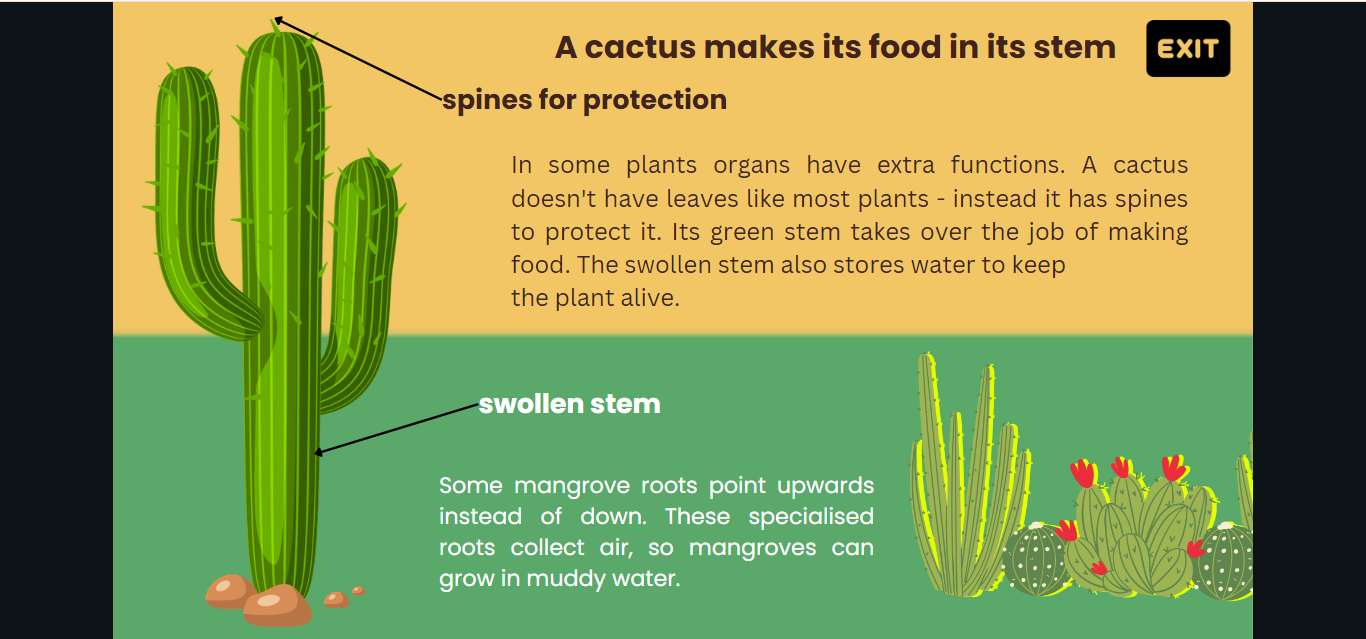 A cactus makes its food in its stem
EXIT
spines for protection
In some plants organs have extra functions. A cactus
doesn't have leaves like most plants - instead it has spines
to protect it. Its green stem takes over the job of making
food. The swollen stem also stores water to keep
the plant alive.
swollen stem
Some mangrove roots point upwards
instead of down. These specialised
roots collect air, so mangroves can
grow in muddy water.